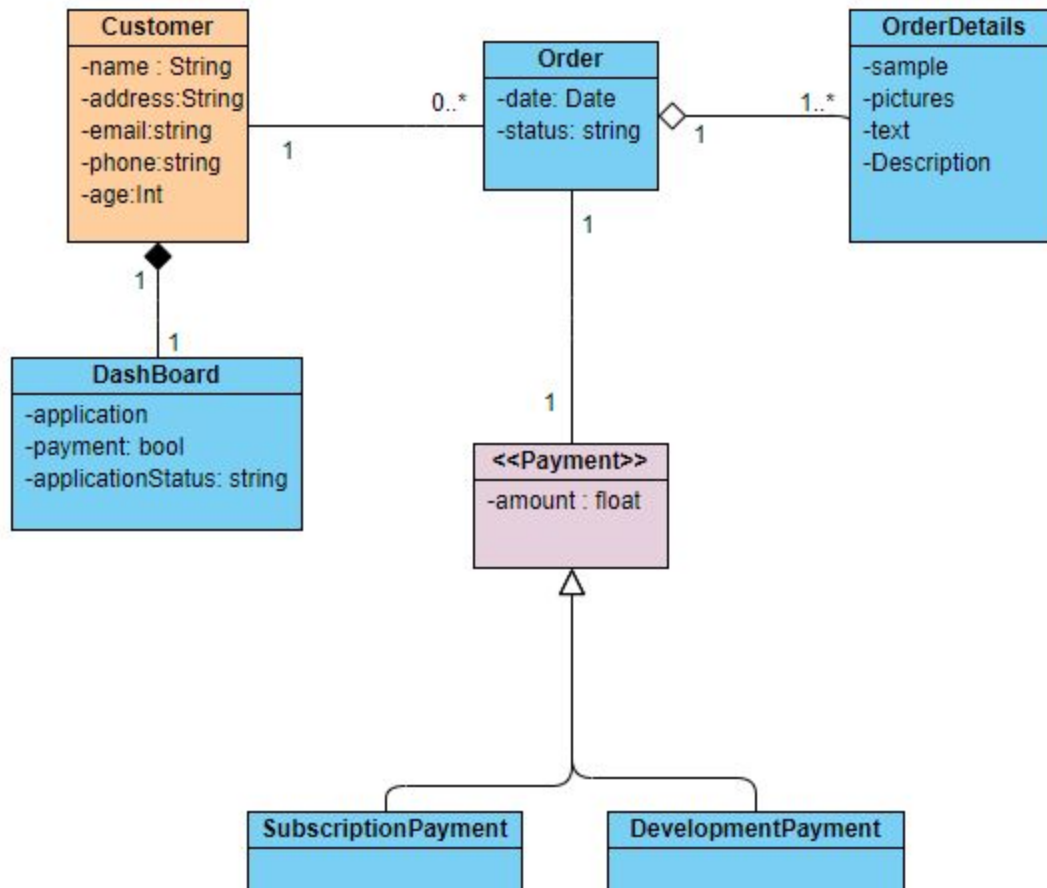 Customer
-name : String
-address:String
-email:string
-phone:string
-age:Int
0..*
1
Order
-date: Date
-status: string
1
1..*
OrderDetails
-sample
-pictures
-text
-Description
1
1
DashBoard
-application
-payment: bool
-applicationStatus: string
1
1
<<Payment>>
-amount : float
SubscriptionPayment
DevelopmentPayment